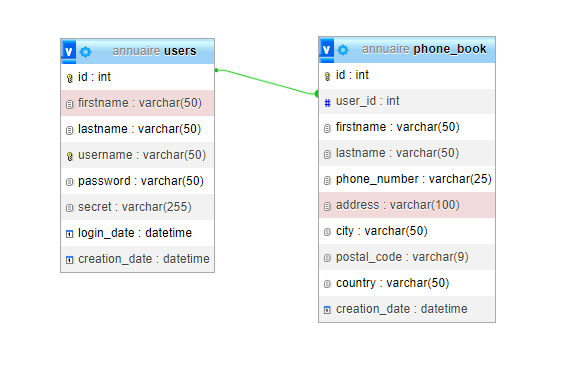 annuaire users
id : int
firstname : varchar(50)
lastname : varchar(50)
username : varchar(50)
password : varchar(50)
secret : varchar(255)
login_date : datetime
creation_date : datetime
annuaire phone_book
id : int
user_id : int
firstname : varchar(50)
lastname : varchar(50)
phone_number : varchar(25)
address : varchar(100)
city : varchar(50)
postal_code : varchar(9)
country : varchar(50)
creation_date : datetime